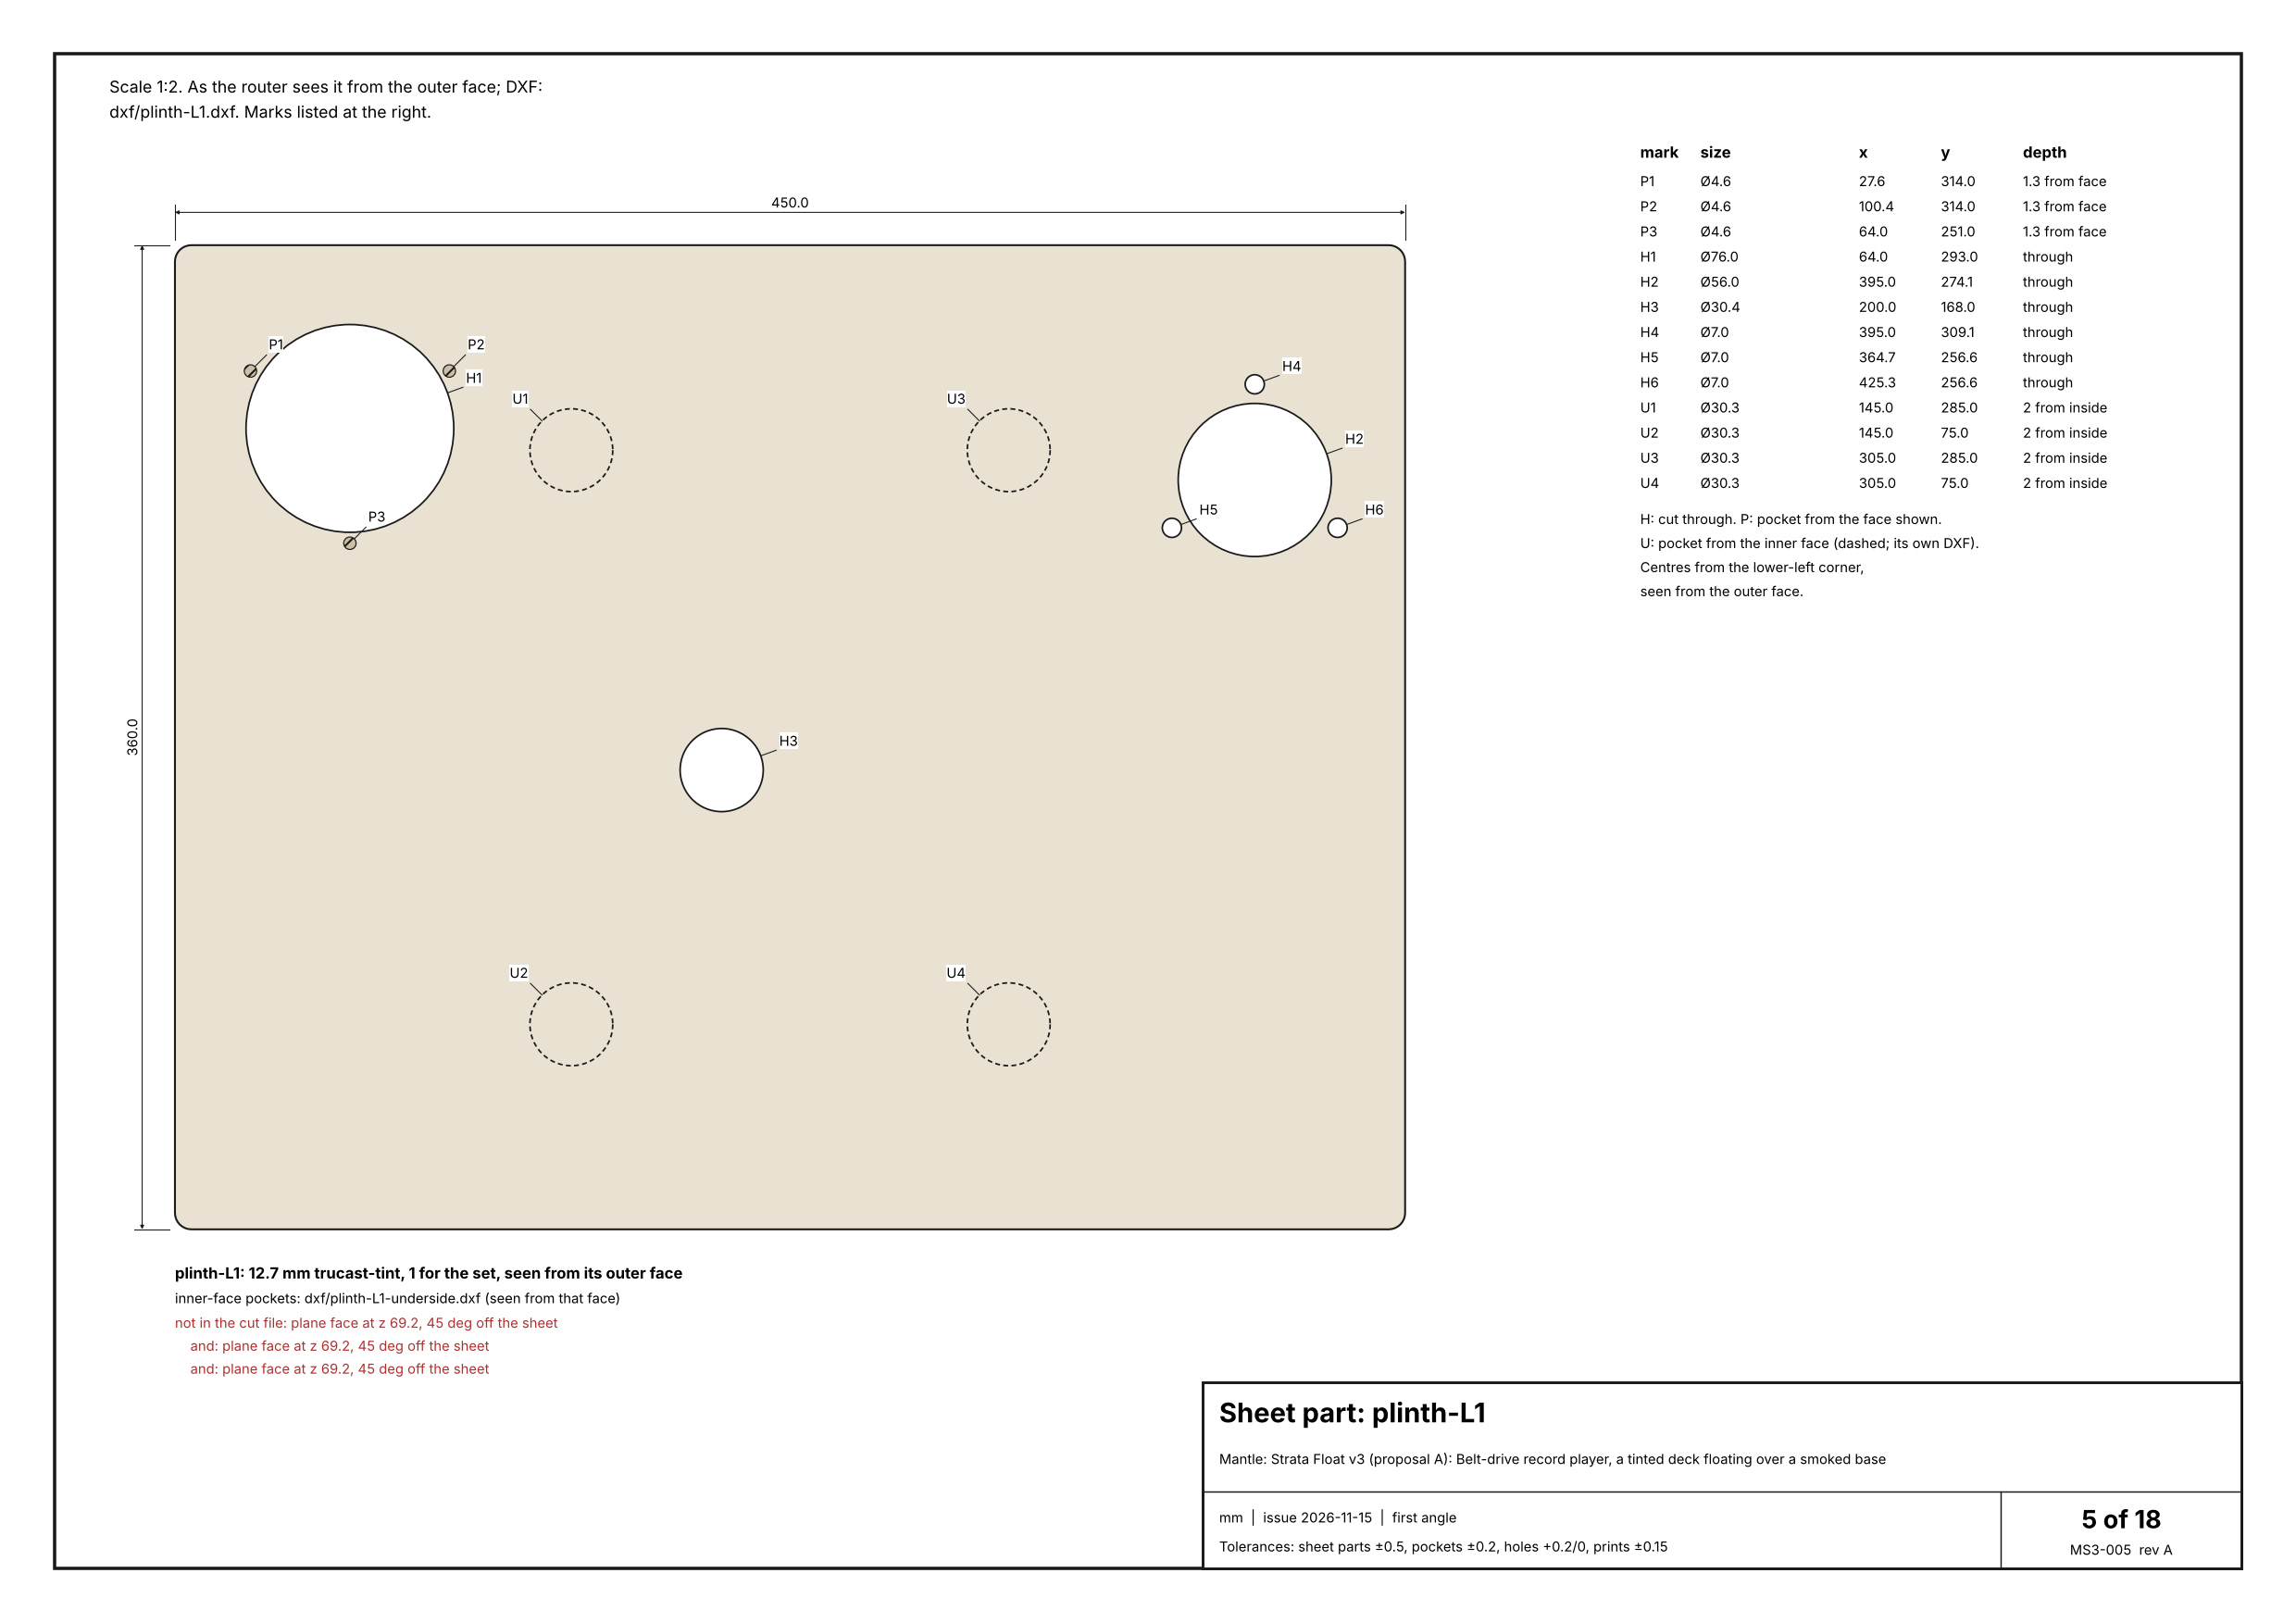 Scale 1:2. As the router sees it from the outer face; DXF:
dxf/plinth-L1.dxf. Marks listed at the right.
mark size x y depth
P1 Ø4.6 27.6 314.0 1.3 from face
P2 Ø4.6 100.4 314.0 1.3 from face
P3 Ø4.6 64.0 251.0 1.3 from face
H1 Ø76.0 64.0 293.0 through
H2 Ø56.0 395.0 274.1 through
H3 Ø30.4 200.0 168.0 through
H4 Ø7.0 395.0 309.1 through
H5 Ø7.0 364.7 256.6 through
H6 Ø7.0 425.3 256.6 through
U1 Ø30.3 145.0 285.0 2 from inside
U2 Ø30.3 145.0 75.0 2 from inside
U3 Ø30.3 305.0 285.0 2 from inside
U4 Ø30.3 305.0 75.0 2 from inside
H: cut through. P: pocket from the face shown.
U: pocket from the inner face (dashed; its own DXF).
Centres from the lower-left corner,
seen from the outer face.
450.0
360.0
P1
P2
H1
U1
U3
H4
H2
P3
H5
H6
H3
U2
U4
plinth-L1: 12.7 mm trucast-tint, 1 for the set, seen from its outer face
inner-face pockets: dxf/plinth-L1-underside.dxf (seen from that face)
not in the cut file: plane face at z 69.2, 45 deg off the sheet
and: plane face at z 69.2, 45 deg off the sheet
and: plane face at z 69.2, 45 deg off the sheet
Sheet part: plinth-L1
Mantle: Strata Float v3 (proposal A): Belt-drive record player, a tinted deck floating over a smoked base
mm | issue 2026-11-15 | first angle
Tolerances: sheet parts ±0.5, pockets ±0.2, holes +0.2/0, prints ±0.15
5 of 18
MS3-005 rev A